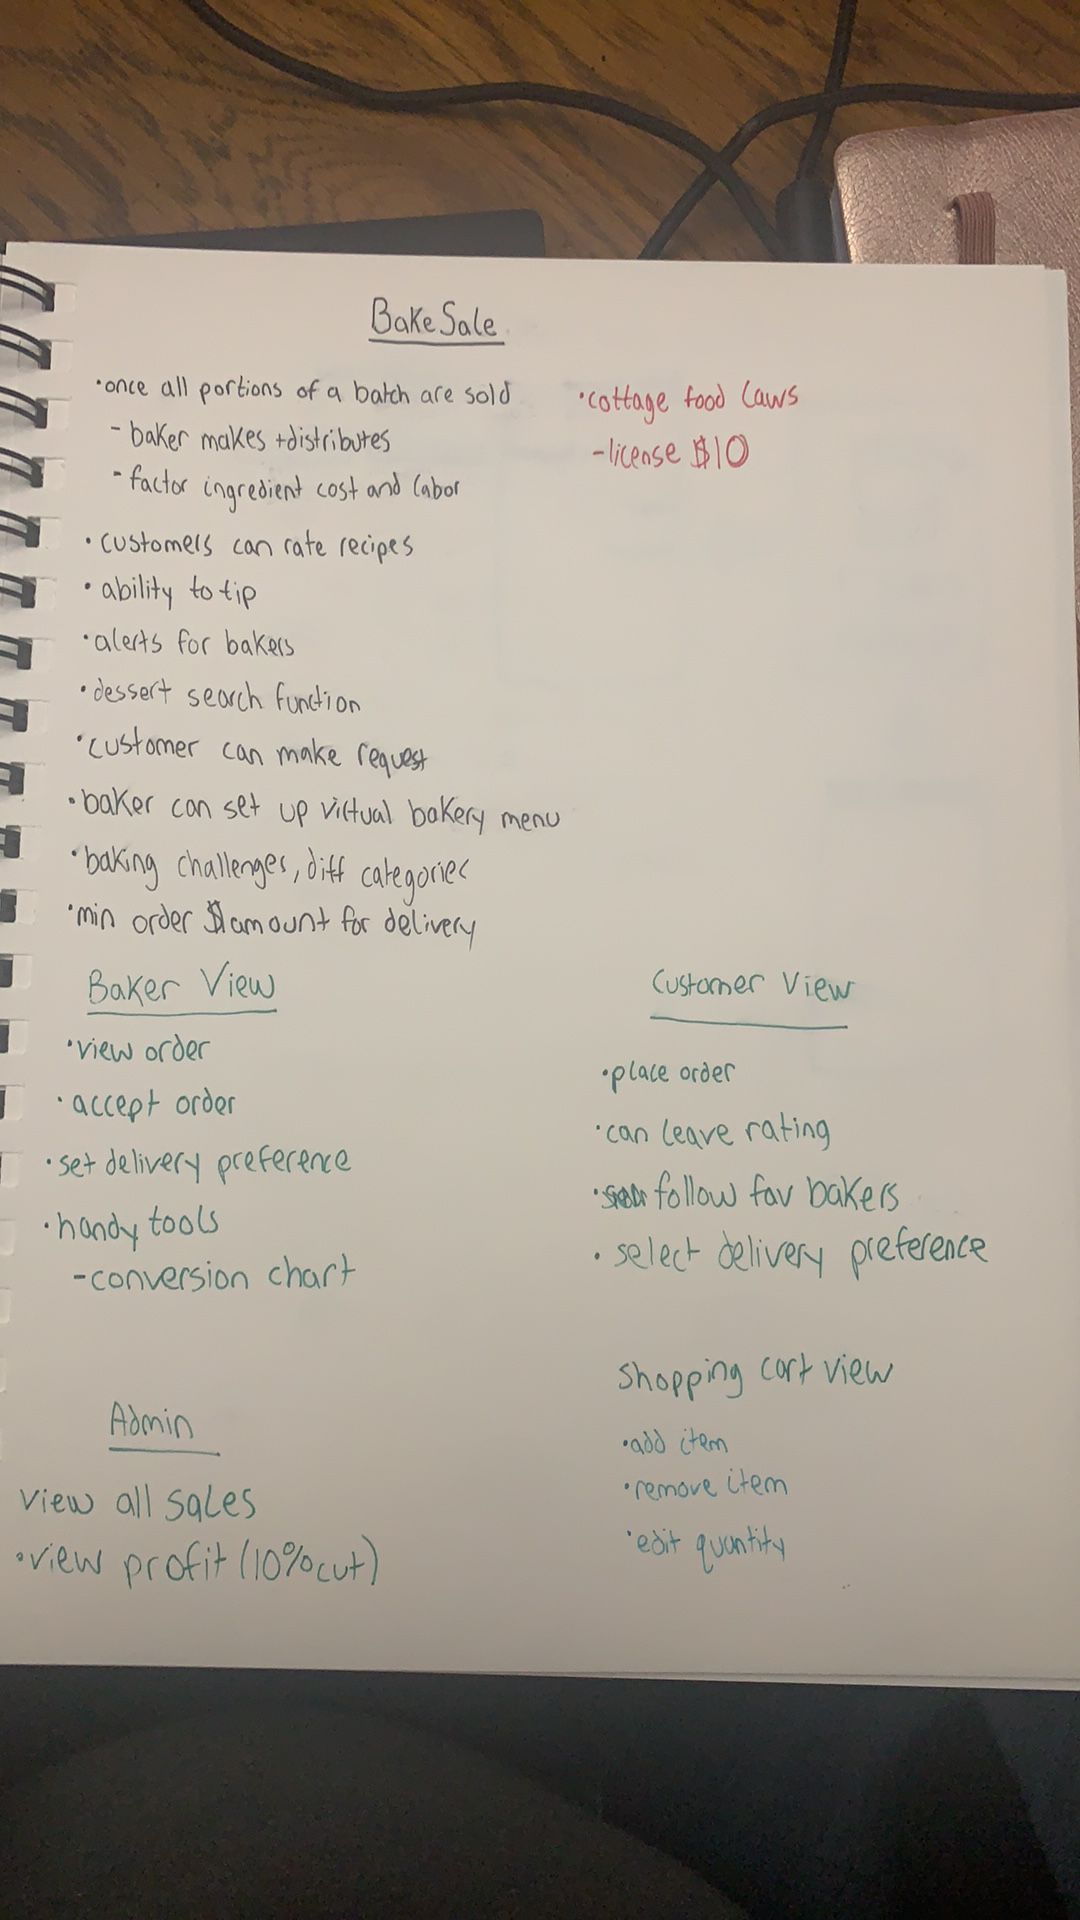 BakeSale
•once all portions of a batch are sold
- baker makes + distributes
- factor ingredient cost and labor
•customers can rate recipes
•ability to tip
•alerts for bakers
•dessert search function
•customer can make request
•baker can set up virtual bakery menu
•baking challenges, diff categories
•min order $ amount for delivery
•cottage food laws
-license $10
Baker View
•view order
•accept order
•set delivery preference
•handy tools
-conversion chart
Customer View
•place order
•can leave rating
•follow fav bakers
•select delivery preference
Shopping cart view
•add item
•remove item
•edit quantity
Admin
view all sales
•view profit (10% cut)